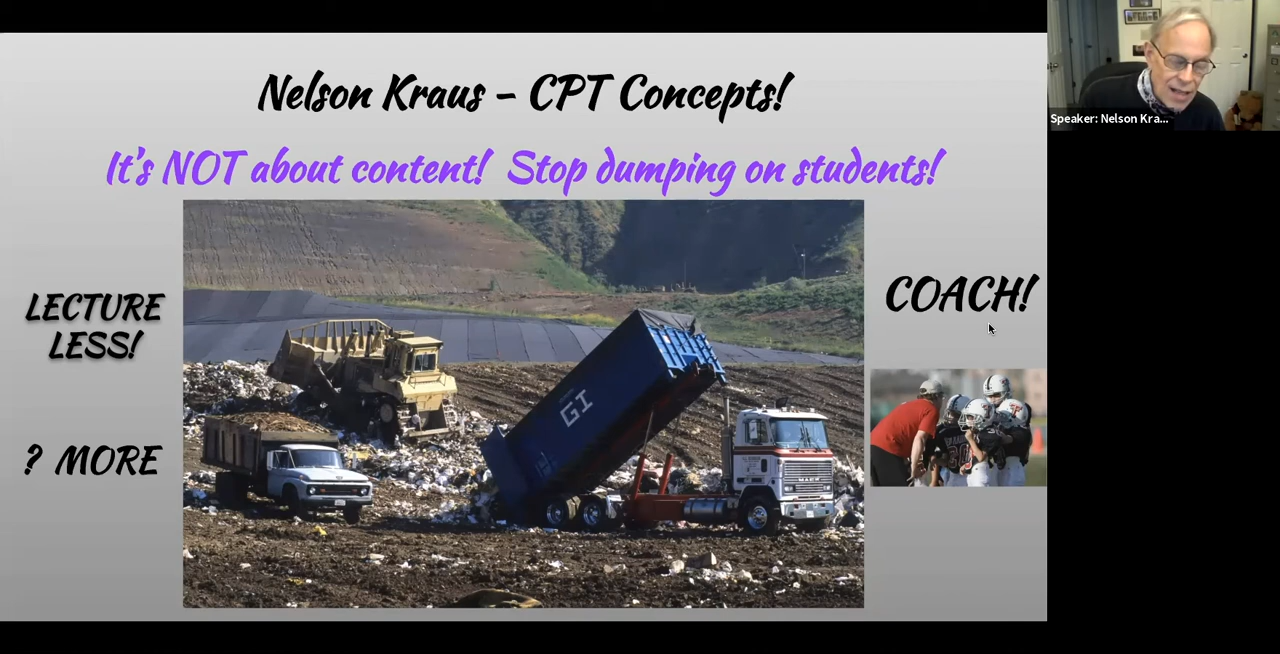 Nelson Kraus – CPT Concepts!
It's NOT about content!  Stop dumping on students!
LECTURE
LESS!
? MORE
COACH!
GI
MACK
Speaker: Nelson Kra...